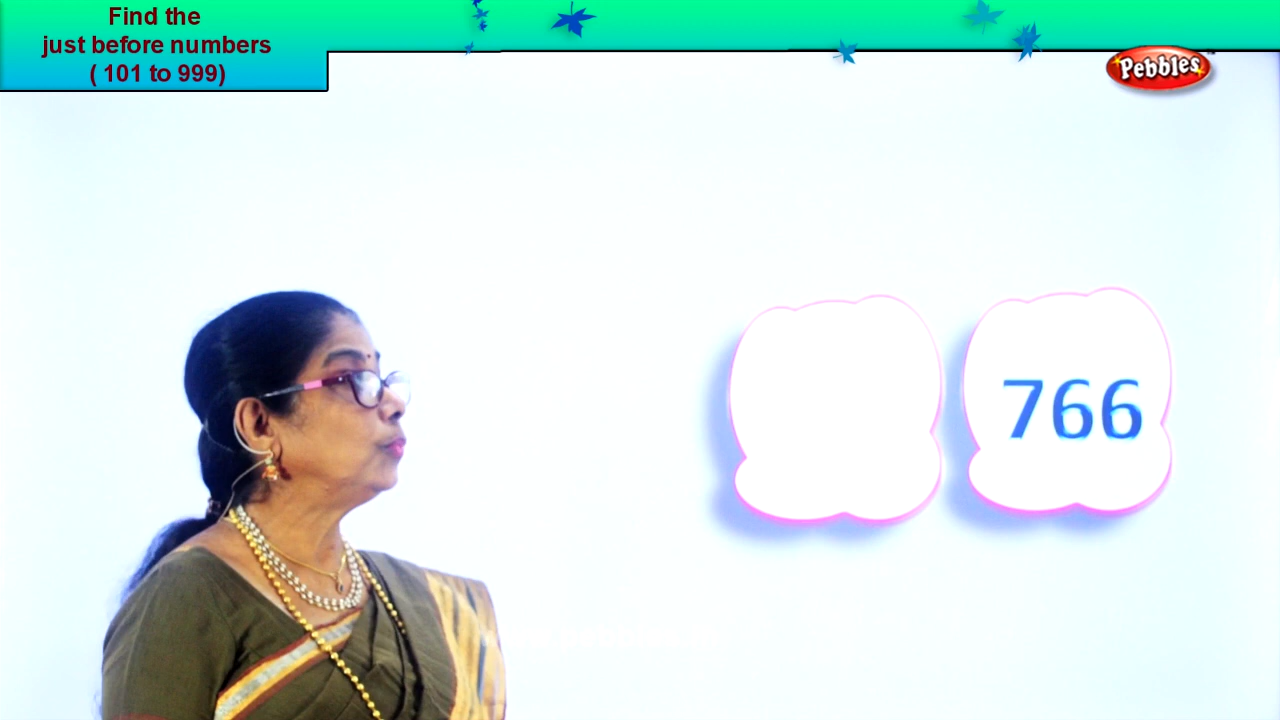 Find the
just before numbers
( 101 to 999)
Pebbles
766